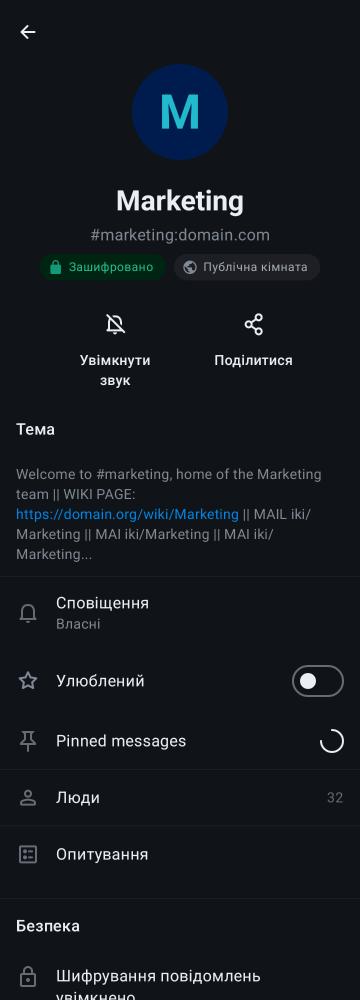 M
Marketing
#marketing:domain.com
Зашифровано
Публічна кімната
Увімкнути
звук
Поділитися
Тема
Welcome to #marketing, home of the Marketing
team || WIKI PAGE:
https://domain.org/wiki/Marketing || MAIL iki/
Marketing || MAI iki/Marketing || MAI iki/
Marketing...
Сповіщення
Власні
Улюблений
Pinned messages
Люди
32
Опитування
Безпека
Шифрування повідомлень
увімкнено